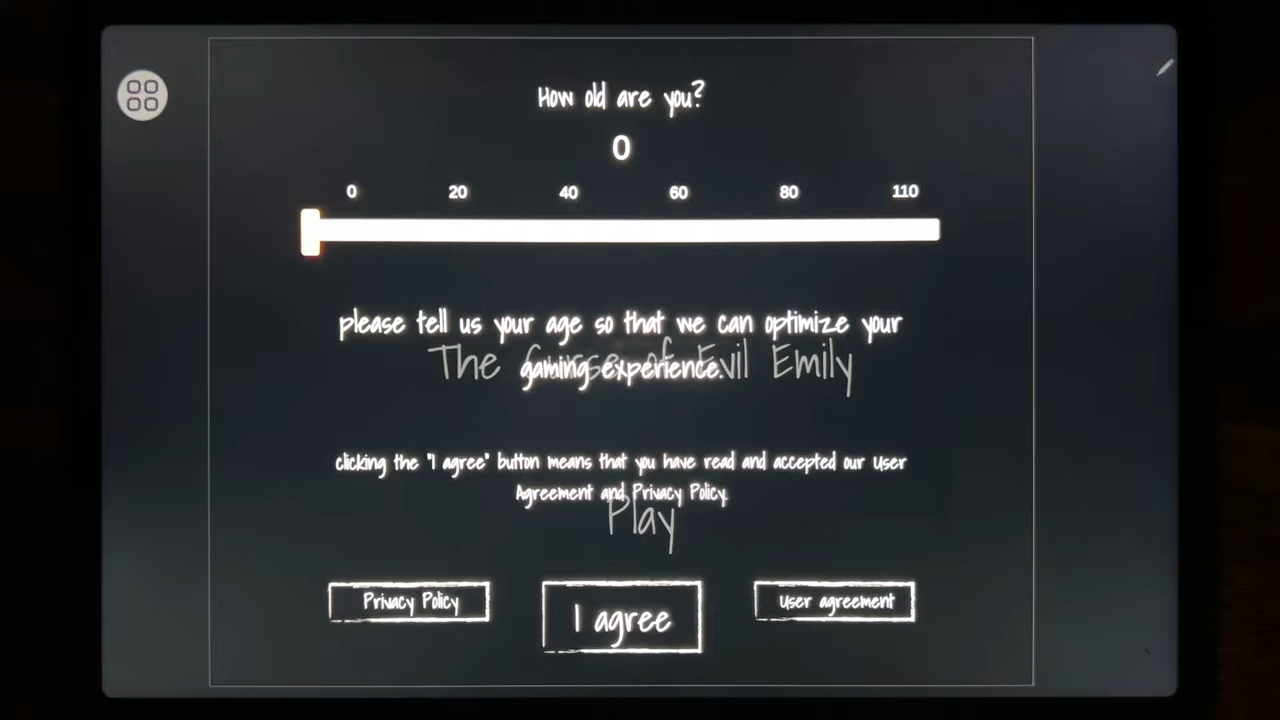 How old are you?
0
0 20 40 60 80 110
please tell us your age so that we can optimize your
The Curse of Evil Emily
gaming experience.
clicking the "I agree" button means that you have read and accepted our User
Agreement and Privacy Policy.
Play
Privacy Policy
I agree
User agreement